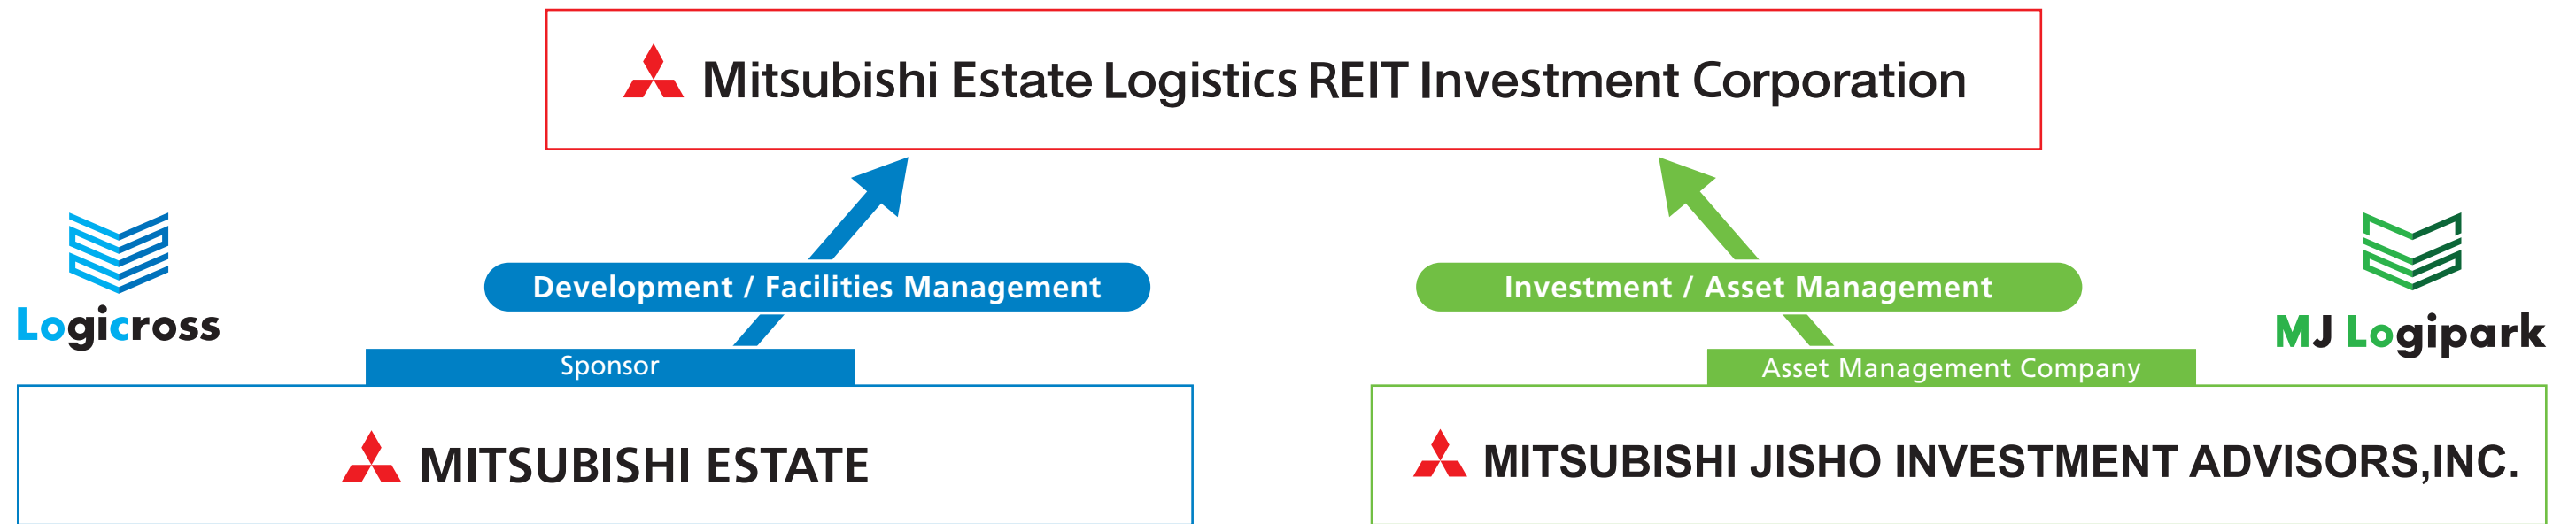 Mitsubishi Estate Logistics REIT Investment Corporation
Logicross
Development / Facilities Management
Investment / Asset Management
MJ Logipark
Sponsor
Asset Management Company
MITSUBISHI ESTATE
MITSUBISHI JISHO INVESTMENT ADVISORS,INC.